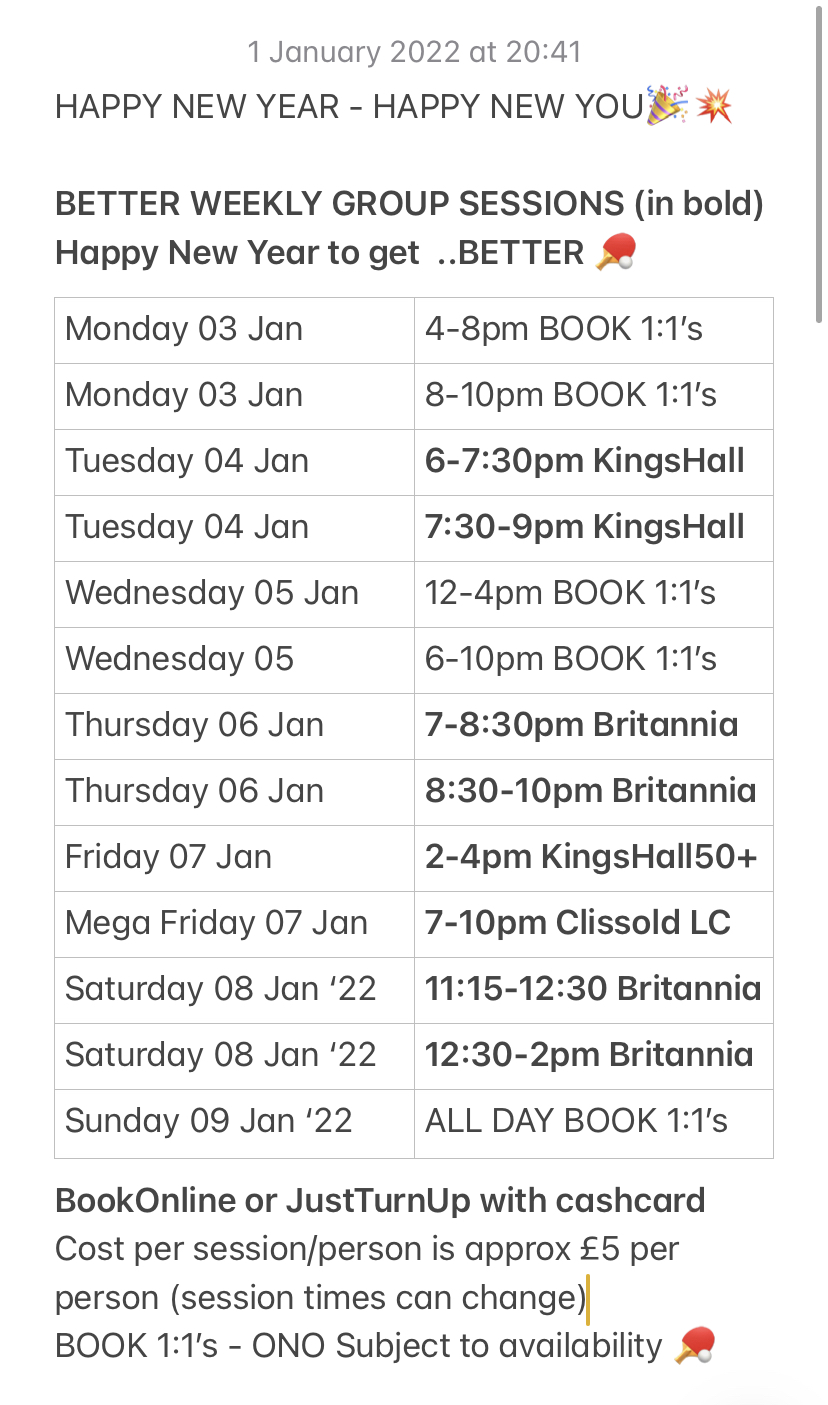 1 January 2022 at 20:41
HAPPY NEW YEAR - HAPPY NEW YOU🎉💥
BETTER WEEKLY GROUP SESSIONS (in bold)
Happy New Year to get  ..BETTER 🏓
Monday 03 Jan 4-8pm BOOK 1:1’s
Monday 03 Jan 8-10pm BOOK 1:1’s
Tuesday 04 Jan 6-7:30pm KingsHall
Tuesday 04 Jan 7:30-9pm KingsHall
Wednesday 05 Jan 12-4pm BOOK 1:1’s
Wednesday 05 6-10pm BOOK 1:1’s
Thursday 06 Jan 7-8:30pm Britannia
Thursday 06 Jan 8:30-10pm Britannia
Friday 07 Jan 2-4pm KingsHall50+
Mega Friday 07 Jan 7-10pm Clissold LC
Saturday 08 Jan ‘22 11:15-12:30 Britannia
Saturday 08 Jan ‘22 12:30-2pm Britannia
Sunday 09 Jan ‘22 ALL DAY BOOK 1:1’s
BookOnline or JustTurnUp with cashcard
Cost per session/person is approx £5 per
person (session times can change)
BOOK 1:1’s - ONO Subject to availability 🏓